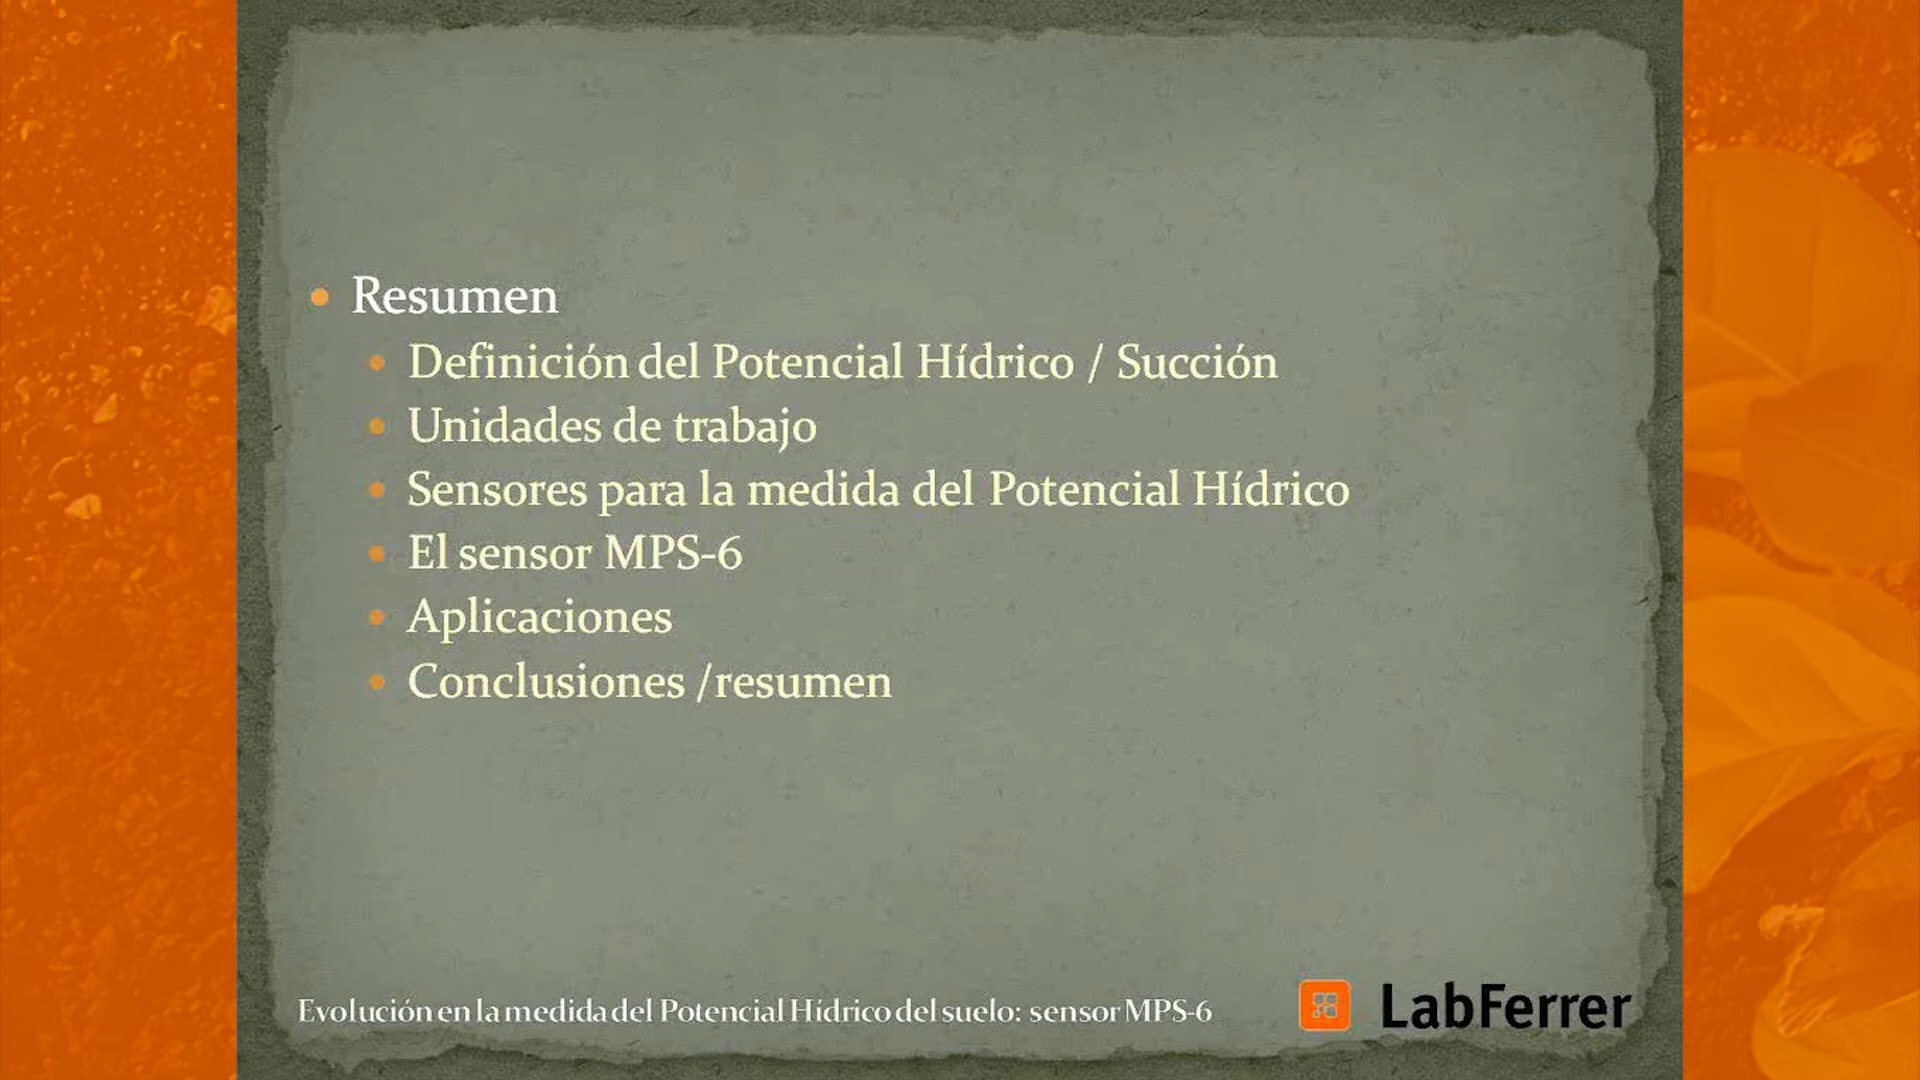 Resumen
Definición del Potencial Hídrico / Succión
Unidades de trabajo
Sensores para la medida del Potencial Hídrico
El sensor MPS-6
Aplicaciones
Conclusiones /resumen
Evolución en la medida del Potencial Hídrico del suelo: sensor MPS-6
LabFerrer